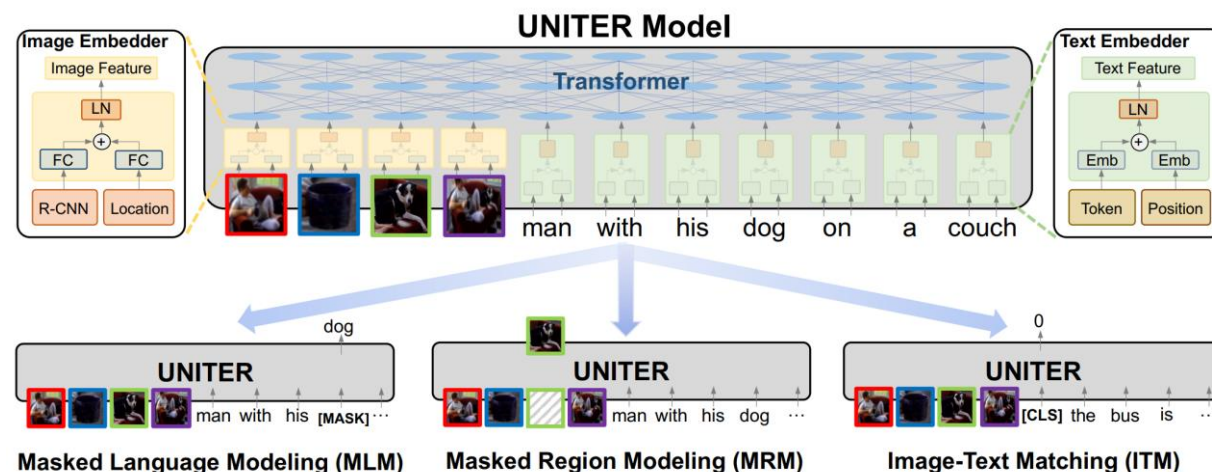 UNITER Model
Image Embedder
Image Feature
LN
+
FC
FC
R-CNN
Location
Transformer
man with his dog on a couch
Text Embedder
Text Feature
LN
+
Emb
Emb
Token
Position
dog
UNITER
man with his [MASK] ...
Masked Language Modeling (MLM)
UNITER
man with his dog ...
Masked Region Modeling (MRM)
0
UNITER
[CLS] the bus is ...
Image-Text Matching (ITM)